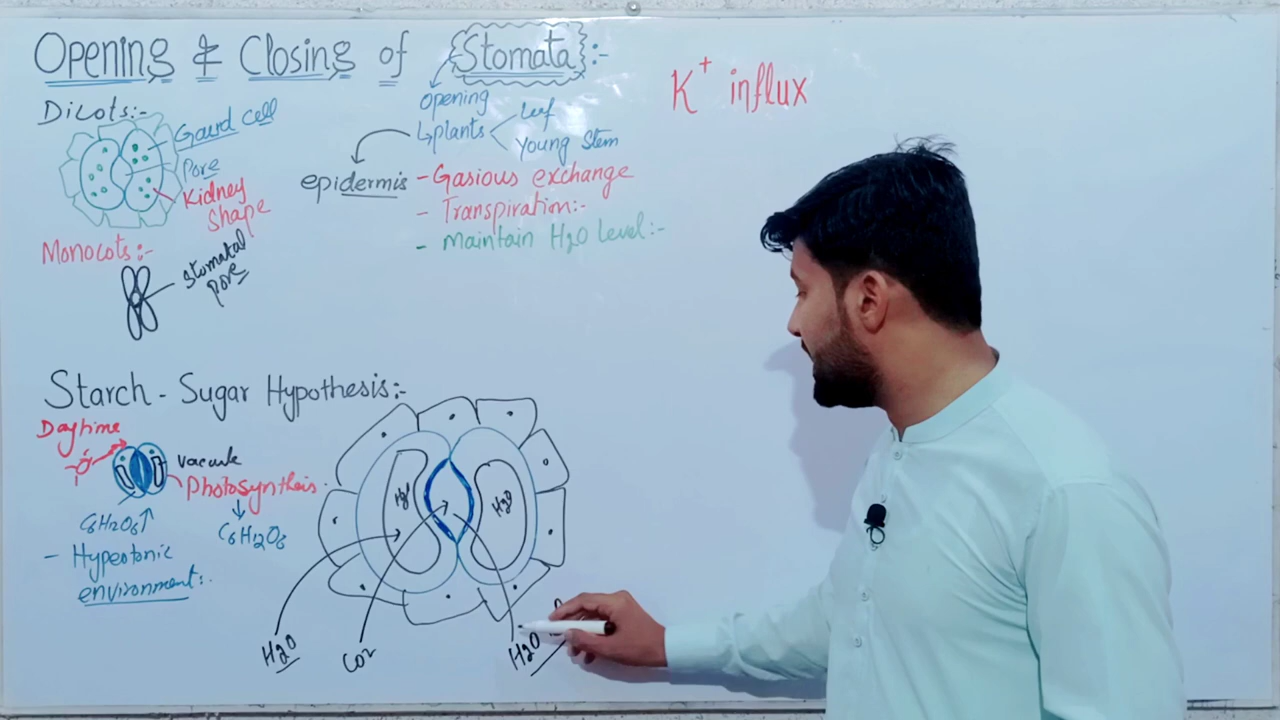 Opening & Closing of Stomata:-
K+ influx
Dicots:-
Gaurd cell
Pore
Kidney
Shape
opening
↳plants
Leaf
Young Stem
epidermis
- Gasious exchange
- Transpiration:-
- Maintain H2O Level:-
Monocots:-
Stomatal
pore
Starch - Sugar Hypothesis:-
Daytime
vacuole
Photosynthesis.
C6H12O6
C6H12O6↑
- Hypeotonic
environment:-
H2O
H2O
H2O
Co2
H2O